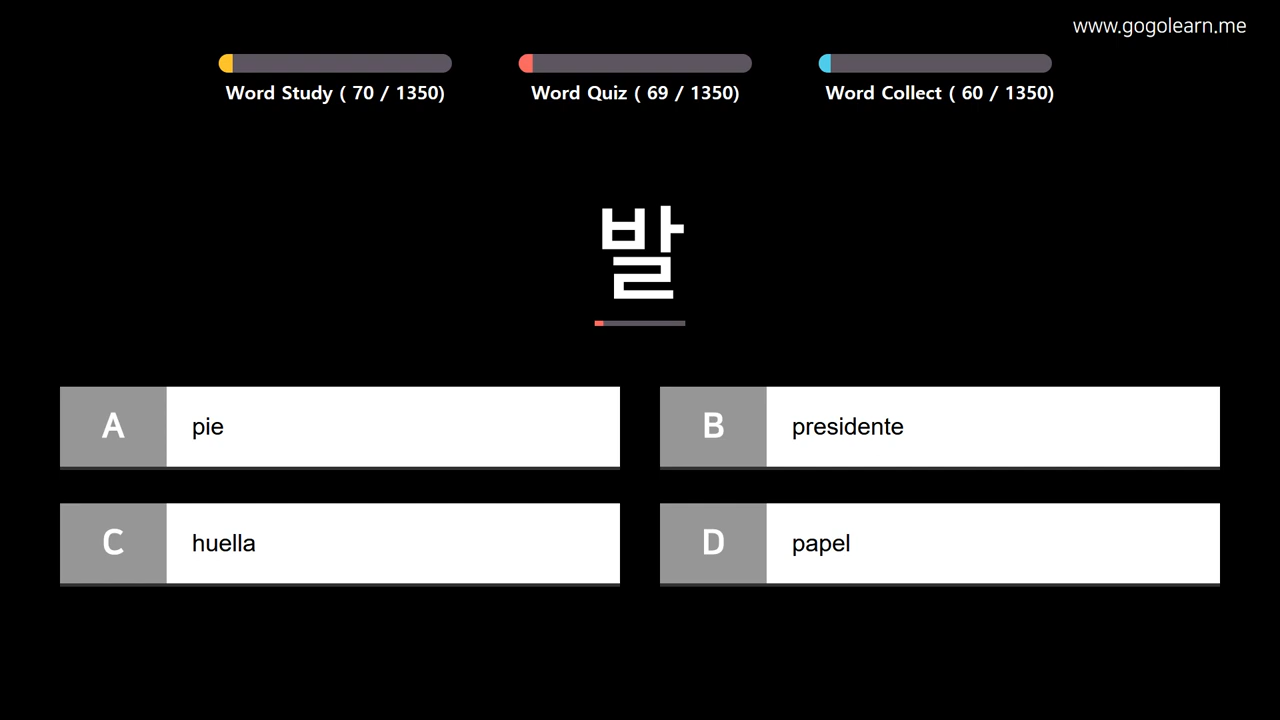 www.gogolearn.me
Word Study ( 70 / 1350)
Word Quiz ( 69 / 1350)
Word Collect ( 60 / 1350)
발
A pie
B presidente
C huella
D papel